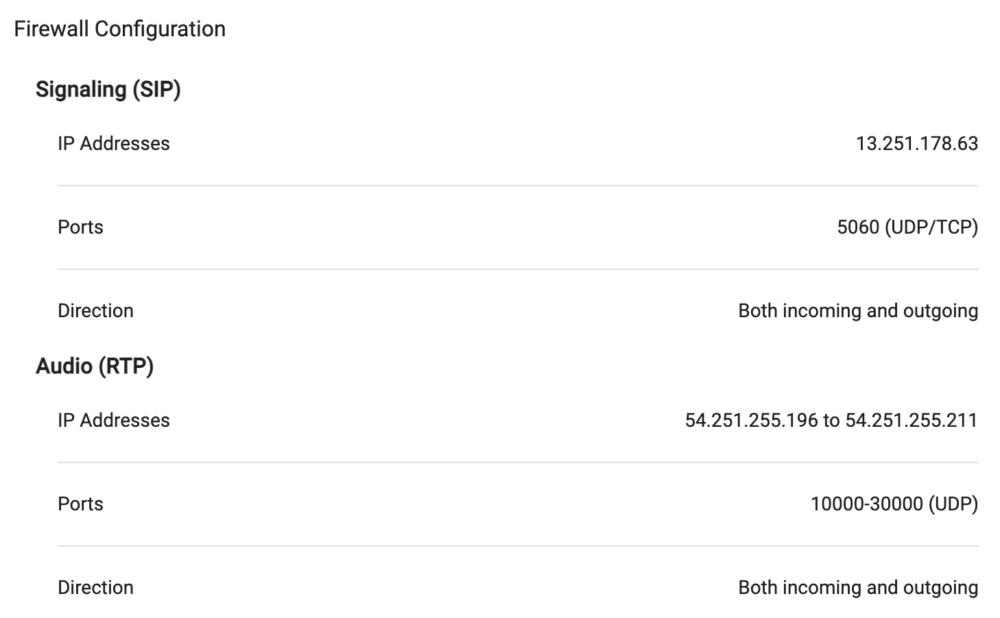 Firewall Configuration
Signaling (SIP)
IP Addresses 13.251.178.63
Ports 5060 (UDP/TCP)
Direction Both incoming and outgoing
Audio (RTP)
IP Addresses 54.251.255.196 to 54.251.255.211
Ports 10000-30000 (UDP)
Direction Both incoming and outgoing